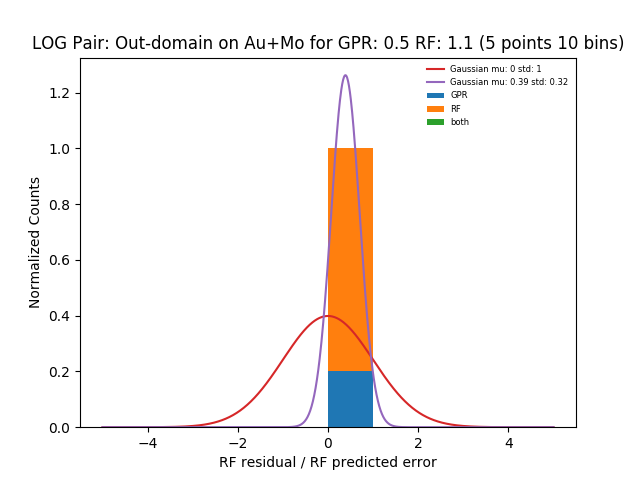 LOG Pair: Out-domain on Au+Mo for GPR: 0.5 RF: 1.1 (5 points 10 bins)
Gaussian mu: 0 std: 1
Gaussian mu: 0.39 std: 0.32
GPR
RF
both
Normalized Counts
1.2
1.0
0.8
0.6
0.4
0.2
0.0
−4
−2
0
2
4
RF residual / RF predicted error